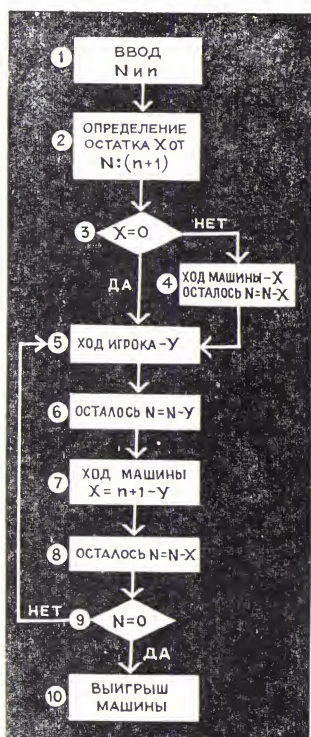 1
ВВОД
N и n
2
ОПРЕДЕЛЕНИЕ
ОСТАТКА X ОТ
N:(n+1)
3
X=0
НЕТ
ДА
4
ХОД МАШИНЫ-X
ОСТАЛОСЬ N=N-X
5
ХОД ИГРОКА-У
6
ОСТАЛОСЬ N=N-У
7
ХОД МАШИНЫ
X=n+1-У
8
ОСТАЛОСЬ N=N-X
9
N=0
НЕТ
ДА
10
ВЫИГРЫШ
МАШИНЫ